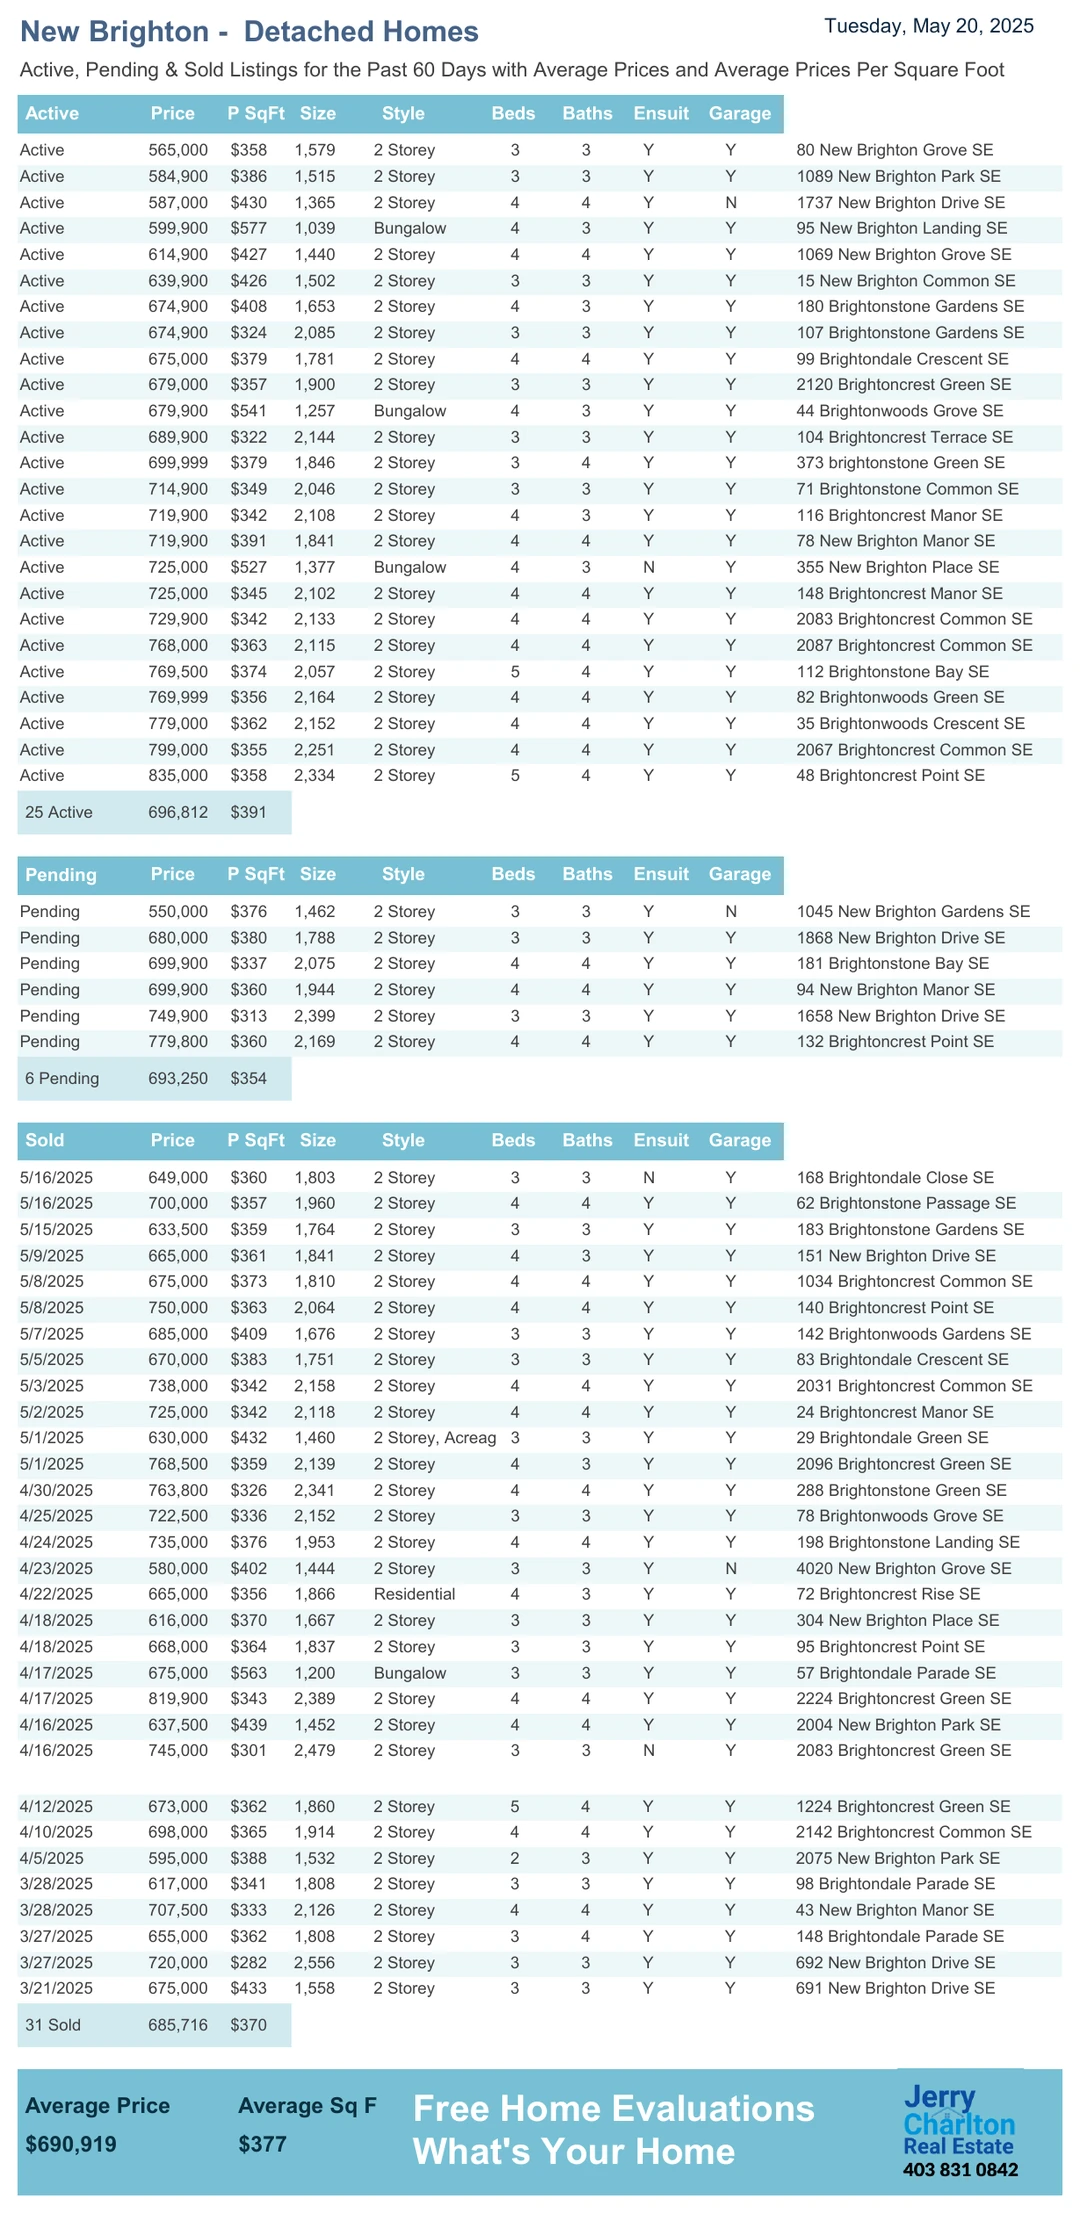 New Brighton - Detached Homes
Tuesday, May 20, 2025
Active, Pending & Sold Listings for the Past 60 Days with Average Prices and Average Prices Per Square Foot
Active Price P SqFt Size Style Beds Baths Ensuit Garage
Active 565,000 $358 1,579 2 Storey 3 3 Y Y 80 New Brighton Grove SE
Active 584,900 $386 1,515 2 Storey 3 3 Y Y 1089 New Brighton Park SE
Active 587,000 $430 1,365 2 Storey 4 4 Y N 1737 New Brighton Drive SE
Active 599,900 $577 1,039 Bungalow 4 3 Y Y 95 New Brighton Landing SE
Active 614,900 $427 1,440 2 Storey 4 4 Y Y 1069 New Brighton Grove SE
Active 639,900 $426 1,502 2 Storey 3 3 Y Y 15 New Brighton Common SE
Active 674,900 $408 1,653 2 Storey 4 3 Y Y 180 Brightonstone Gardens SE
Active 674,900 $324 2,085 2 Storey 3 3 Y Y 107 Brightonstone Gardens SE
Active 675,000 $379 1,781 2 Storey 4 4 Y Y 99 Brightondale Crescent SE
Active 679,000 $357 1,900 2 Storey 3 3 Y Y 2120 Brightoncrest Green SE
Active 679,900 $541 1,257 Bungalow 4 3 Y Y 44 Brightonwoods Grove SE
Active 689,900 $322 2,144 2 Storey 3 3 Y Y 104 Brightoncrest Terrace SE
Active 699,999 $379 1,846 2 Storey 3 4 Y Y 373 brightonstone Green SE
Active 714,900 $349 2,046 2 Storey 3 3 Y Y 71 Brightonstone Common SE
Active 719,900 $342 2,108 2 Storey 4 3 Y Y 116 Brightoncrest Manor SE
Active 719,900 $391 1,841 2 Storey 4 4 Y Y 78 New Brighton Manor SE
Active 725,000 $527 1,377 Bungalow 4 3 N Y 355 New Brighton Place SE
Active 725,000 $345 2,102 2 Storey 4 4 Y Y 148 Brightoncrest Manor SE
Active 729,900 $342 2,133 2 Storey 4 4 Y Y 2083 Brightoncrest Common SE
Active 768,000 $363 2,115 2 Storey 4 4 Y Y 2087 Brightoncrest Common SE
Active 769,500 $374 2,057 2 Storey 5 4 Y Y 112 Brightonstone Bay SE
Active 769,999 $356 2,164 2 Storey 4 4 Y Y 82 Brightonwoods Green SE
Active 779,000 $362 2,152 2 Storey 4 4 Y Y 35 Brightonwoods Crescent SE
Active 799,000 $355 2,251 2 Storey 4 4 Y Y 2067 Brightoncrest Common SE
Active 835,000 $358 2,334 2 Storey 5 4 Y Y 48 Brightoncrest Point SE
25 Active 696,812 $391
Pending Price P SqFt Size Style Beds Baths Ensuit Garage
Pending 550,000 $376 1,462 2 Storey 3 3 Y N 1045 New Brighton Gardens SE
Pending 680,000 $380 1,788 2 Storey 3 3 Y Y 1868 New Brighton Drive SE
Pending 699,900 $337 2,075 2 Storey 4 4 Y Y 181 Brightonstone Bay SE
Pending 699,900 $360 1,944 2 Storey 4 4 Y Y 94 New Brighton Manor SE
Pending 749,900 $313 2,399 2 Storey 3 3 Y Y 1658 New Brighton Drive SE
Pending 779,800 $360 2,169 2 Storey 4 4 Y Y 132 Brightoncrest Point SE
6 Pending 693,250 $354
Sold Price P SqFt Size Style Beds Baths Ensuit Garage
5/16/2025 649,000 $360 1,803 2 Storey 3 3 N Y 168 Brightondale Close SE
5/16/2025 700,000 $357 1,960 2 Storey 4 4 Y Y 62 Brightonstone Passage SE
5/15/2025 633,500 $359 1,764 2 Storey 3 3 Y Y 183 Brightonstone Gardens SE
5/9/2025 665,000 $361 1,841 2 Storey 4 3 Y Y 151 New Brighton Drive SE
5/8/2025 675,000 $373 1,810 2 Storey 4 4 Y Y 1034 Brightoncrest Common SE
5/8/2025 750,000 $363 2,064 2 Storey 4 4 Y Y 140 Brightoncrest Point SE
5/7/2025 685,000 $409 1,676 2 Storey 3 3 Y Y 142 Brightonwoods Gardens SE
5/5/2025 670,000 $383 1,751 2 Storey 3 3 Y Y 83 Brightondale Crescent SE
5/3/2025 738,000 $342 2,158 2 Storey 4 4 Y Y 2031 Brightoncrest Common SE
5/2/2025 725,000 $342 2,118 2 Storey 4 4 Y Y 24 Brightoncrest Manor SE
5/1/2025 630,000 $432 1,460 2 Storey, Acreag 3 3 Y Y 29 Brightondale Green SE
5/1/2025 768,500 $359 2,139 2 Storey 4 3 Y Y 2096 Brightoncrest Green SE
4/30/2025 763,800 $326 2,341 2 Storey 4 4 Y Y 288 Brightonstone Green SE
4/25/2025 722,500 $336 2,152 2 Storey 3 3 Y Y 78 Brightonwoods Grove SE
4/24/2025 735,000 $376 1,953 2 Storey 4 4 Y Y 198 Brightonstone Landing SE
4/23/2025 580,000 $402 1,444 2 Storey 3 3 Y N 4020 New Brighton Grove SE
4/22/2025 665,000 $356 1,866 Residential 4 3 Y Y 72 Brightoncrest Rise SE
4/18/2025 616,000 $370 1,667 2 Storey 3 3 Y Y 304 New Brighton Place SE
4/18/2025 668,000 $364 1,837 2 Storey 3 3 Y Y 95 Brightoncrest Point SE
4/17/2025 675,000 $563 1,200 Bungalow 3 3 Y Y 57 Brightondale Parade SE
4/17/2025 819,900 $343 2,389 2 Storey 4 4 Y Y 2224 Brightoncrest Green SE
4/16/2025 637,500 $439 1,452 2 Storey 4 4 Y Y 2004 New Brighton Park SE
4/16/2025 745,000 $301 2,479 2 Storey 3 3 N Y 2083 Brightoncrest Green SE
4/12/2025 673,000 $362 1,860 2 Storey 5 4 Y Y 1224 Brightoncrest Green SE
4/10/2025 698,000 $365 1,914 2 Storey 4 4 Y Y 2142 Brightoncrest Common SE
4/5/2025 595,000 $388 1,532 2 Storey 2 3 Y Y 2075 New Brighton Park SE
3/28/2025 617,000 $341 1,808 2 Storey 3 3 Y Y 98 Brightondale Parade SE
3/28/2025 707,500 $333 2,126 2 Storey 4 4 Y Y 43 New Brighton Manor SE
3/27/2025 655,000 $362 1,808 2 Storey 3 4 Y Y 148 Brightondale Parade SE
3/27/2025 720,000 $282 2,556 2 Storey 3 3 Y Y 692 New Brighton Drive SE
3/21/2025 675,000 $433 1,558 2 Storey 3 3 Y Y 691 New Brighton Drive SE
31 Sold 685,716 $370
Average Price Average Sq F
$690,919 $377
Free Home Evaluations
What's Your Home
Jerry
Charlton
Real Estate
403 831 0842